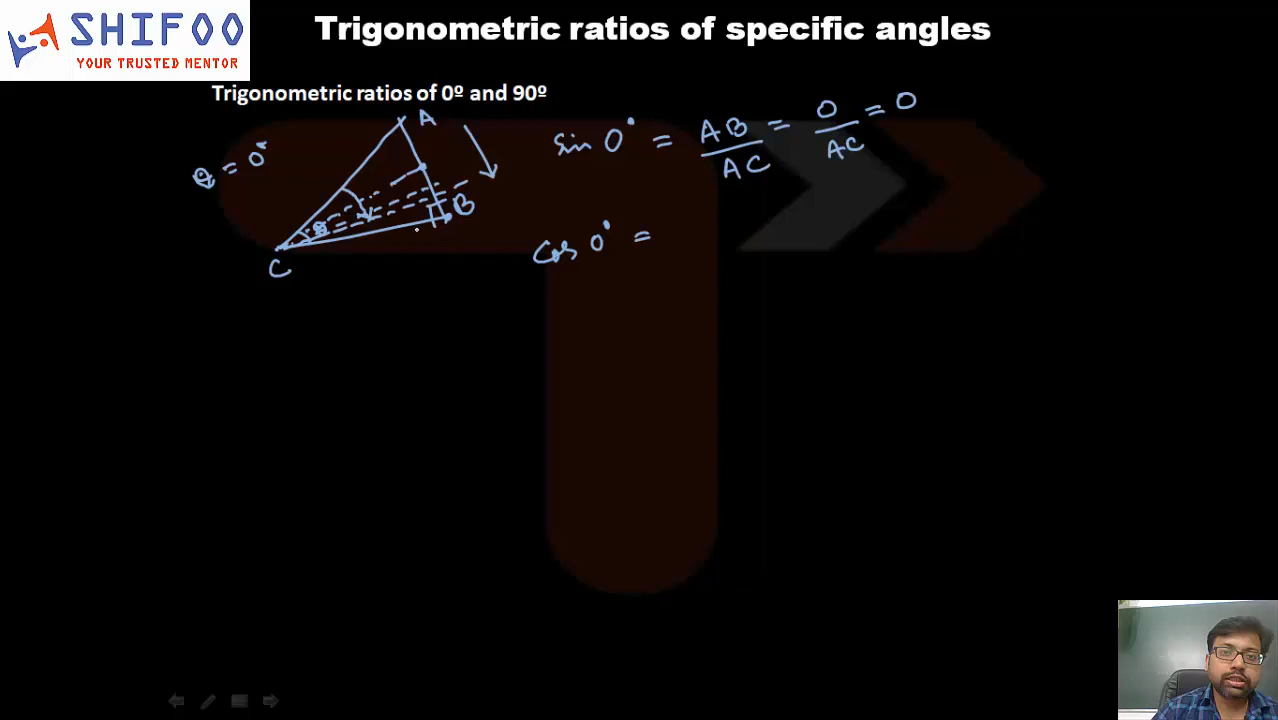 SHIFOO
YOUR TRUSTED MENTOR
Trigonometric ratios of specific angles
Trigonometric ratios of 0º and 90º
θ = 0°
A
B
C
θ
sin 0° = AB/AC = 0/AC = 0
cos 0° =